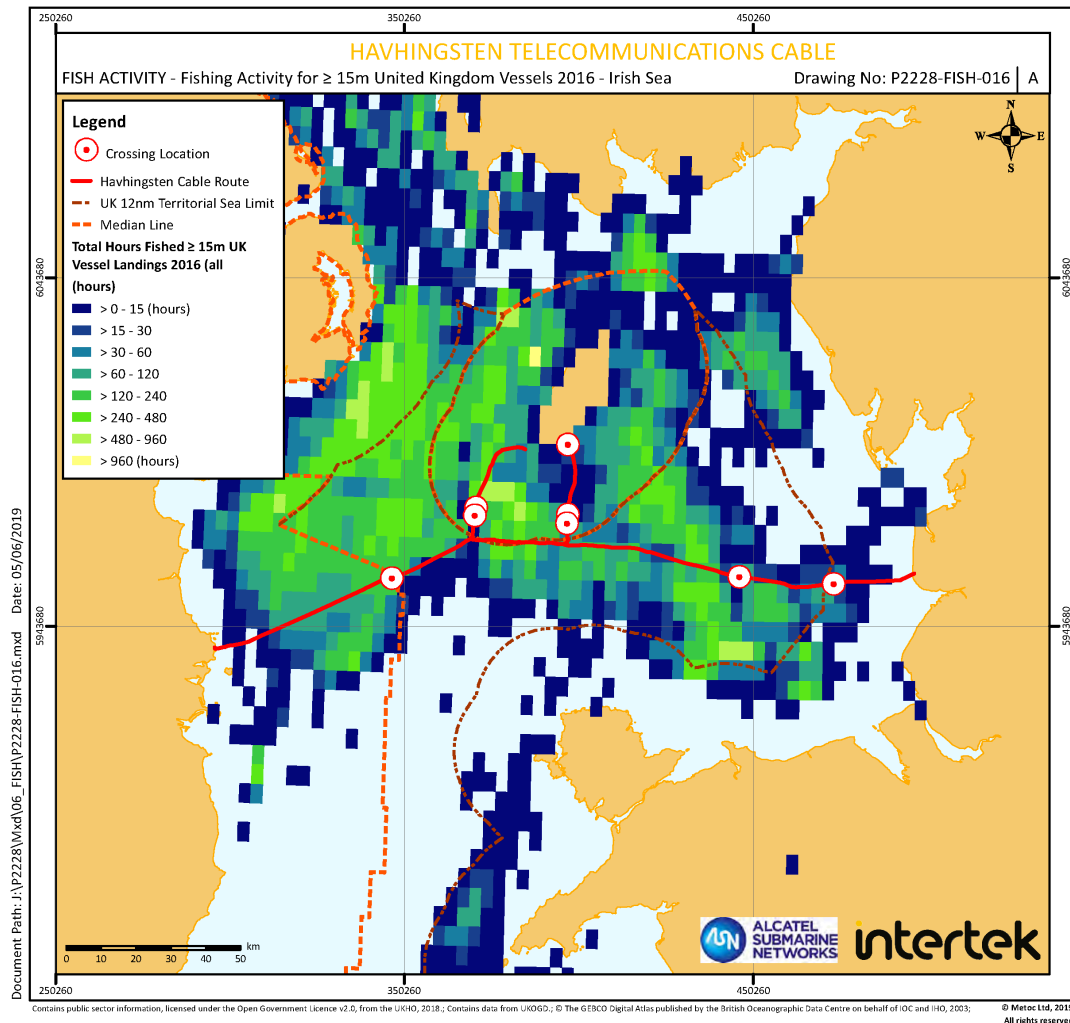 250260 350260 450260
HAVHINGSTEN TELECOMMUNICATIONS CABLE
FISH ACTIVITY - Fishing Activity for ≥ 15m United Kingdom Vessels 2016 - Irish Sea
Drawing No: P2228-FISH-016 A
Legend
Crossing Location
Havhingsten Cable Route
UK 12nm Territorial Sea Limit
Median Line
Total Hours Fished ≥ 15m UK
Vessel Landings 2016 (all
(hours)
> 0 - 15 (hours)
> 15 - 30
> 30 - 60
> 60 - 120
> 120 - 240
> 240 - 480
> 480 - 960
> 960 (hours)
N
W E
S
6043680
6043680
5943680
5943680
Date: 05/06/2019
Document Path: J:\P2228\Mxd\06_FISH\P2228-FISH-016.mxd
km
0 10 20 30 40 50
ASN
ALCATEL
SUBMARINE
NETWORKS
intertek
250260 350260 450260
Contains public sector information, licensed under the Open Government Licence v2.0, from the UKHO, 2018.; Contains data from UKOGD.; © The GEBCO Digital Atlas published by the British Oceanographic Data Centre on behalf of IOC and IHO, 2003;
© Metoc Ltd, 2019
All rights reserved